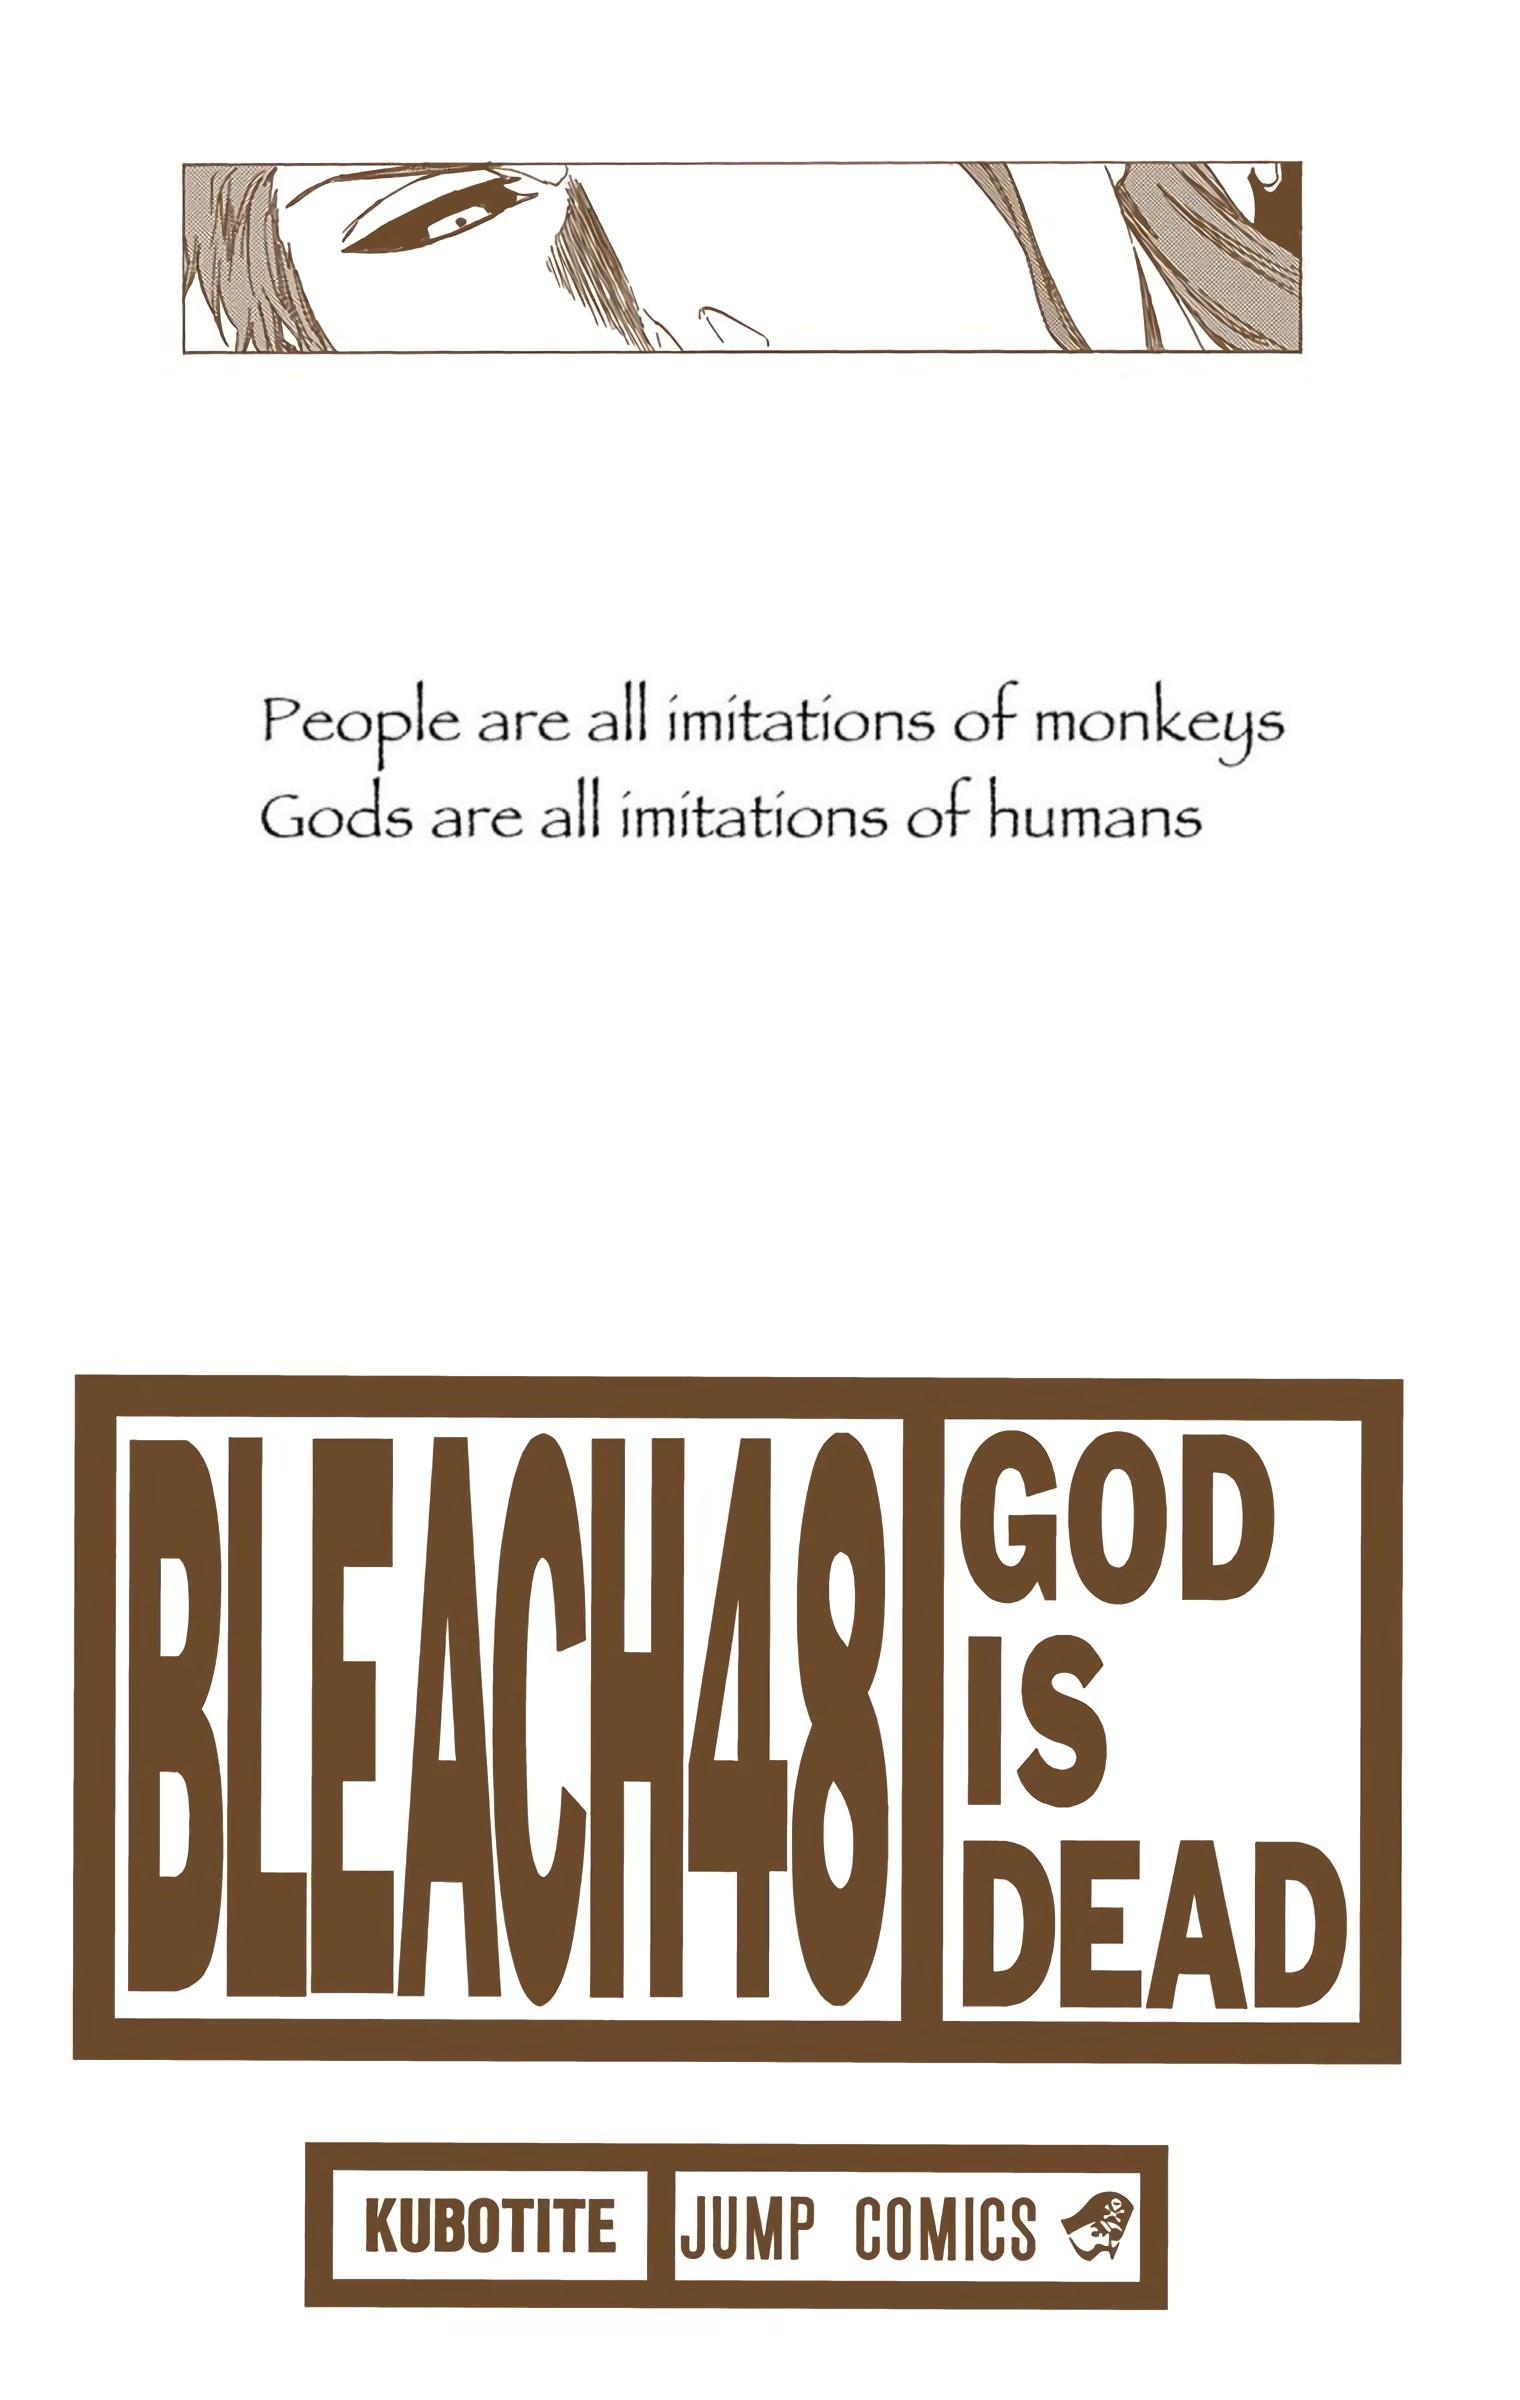 People are all imitations of monkeys
Gods are all imitations of humans
BLEACH48
GOD
IS
DEAD
KUBOTITE
JUMP COMICS